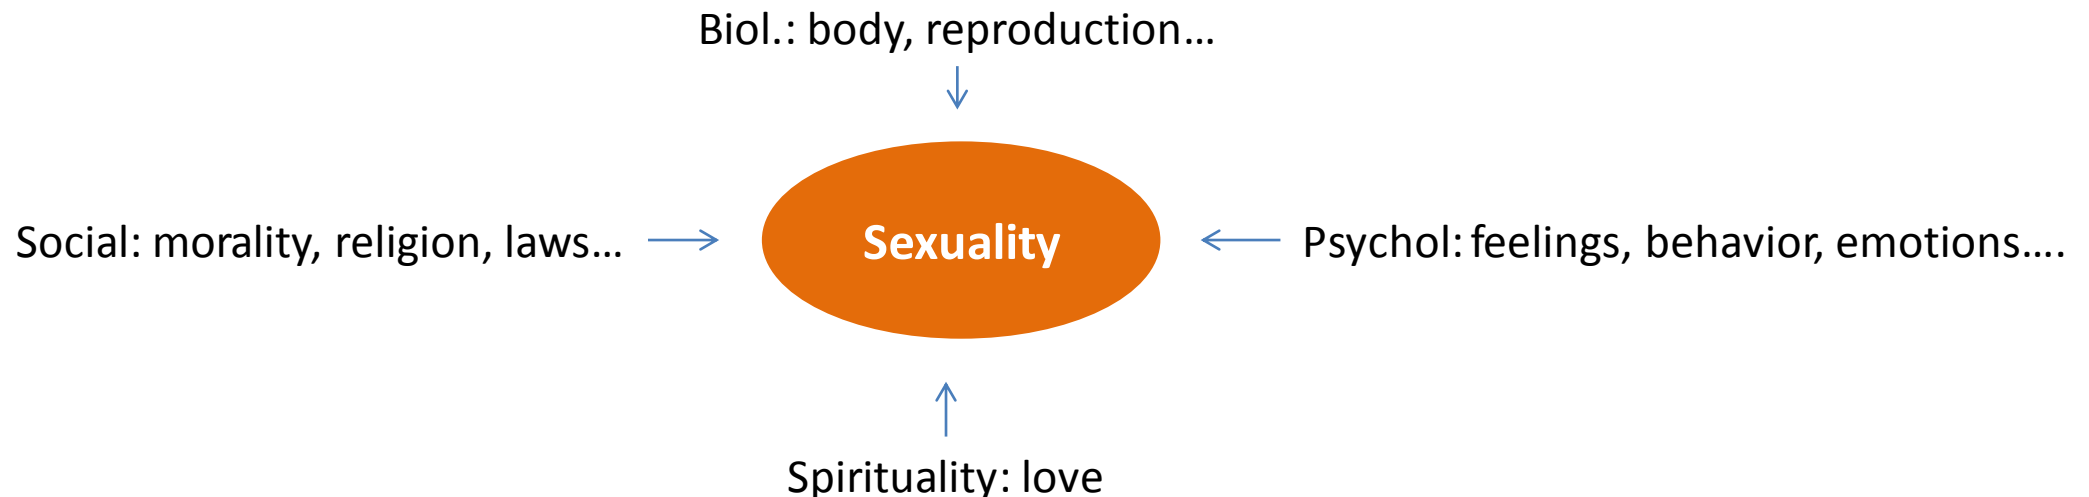 Biol.: body, reproduction…
Social: morality, religion, laws…
Sexuality
Psychol: feelings, behavior, emotions….
Spirituality: love